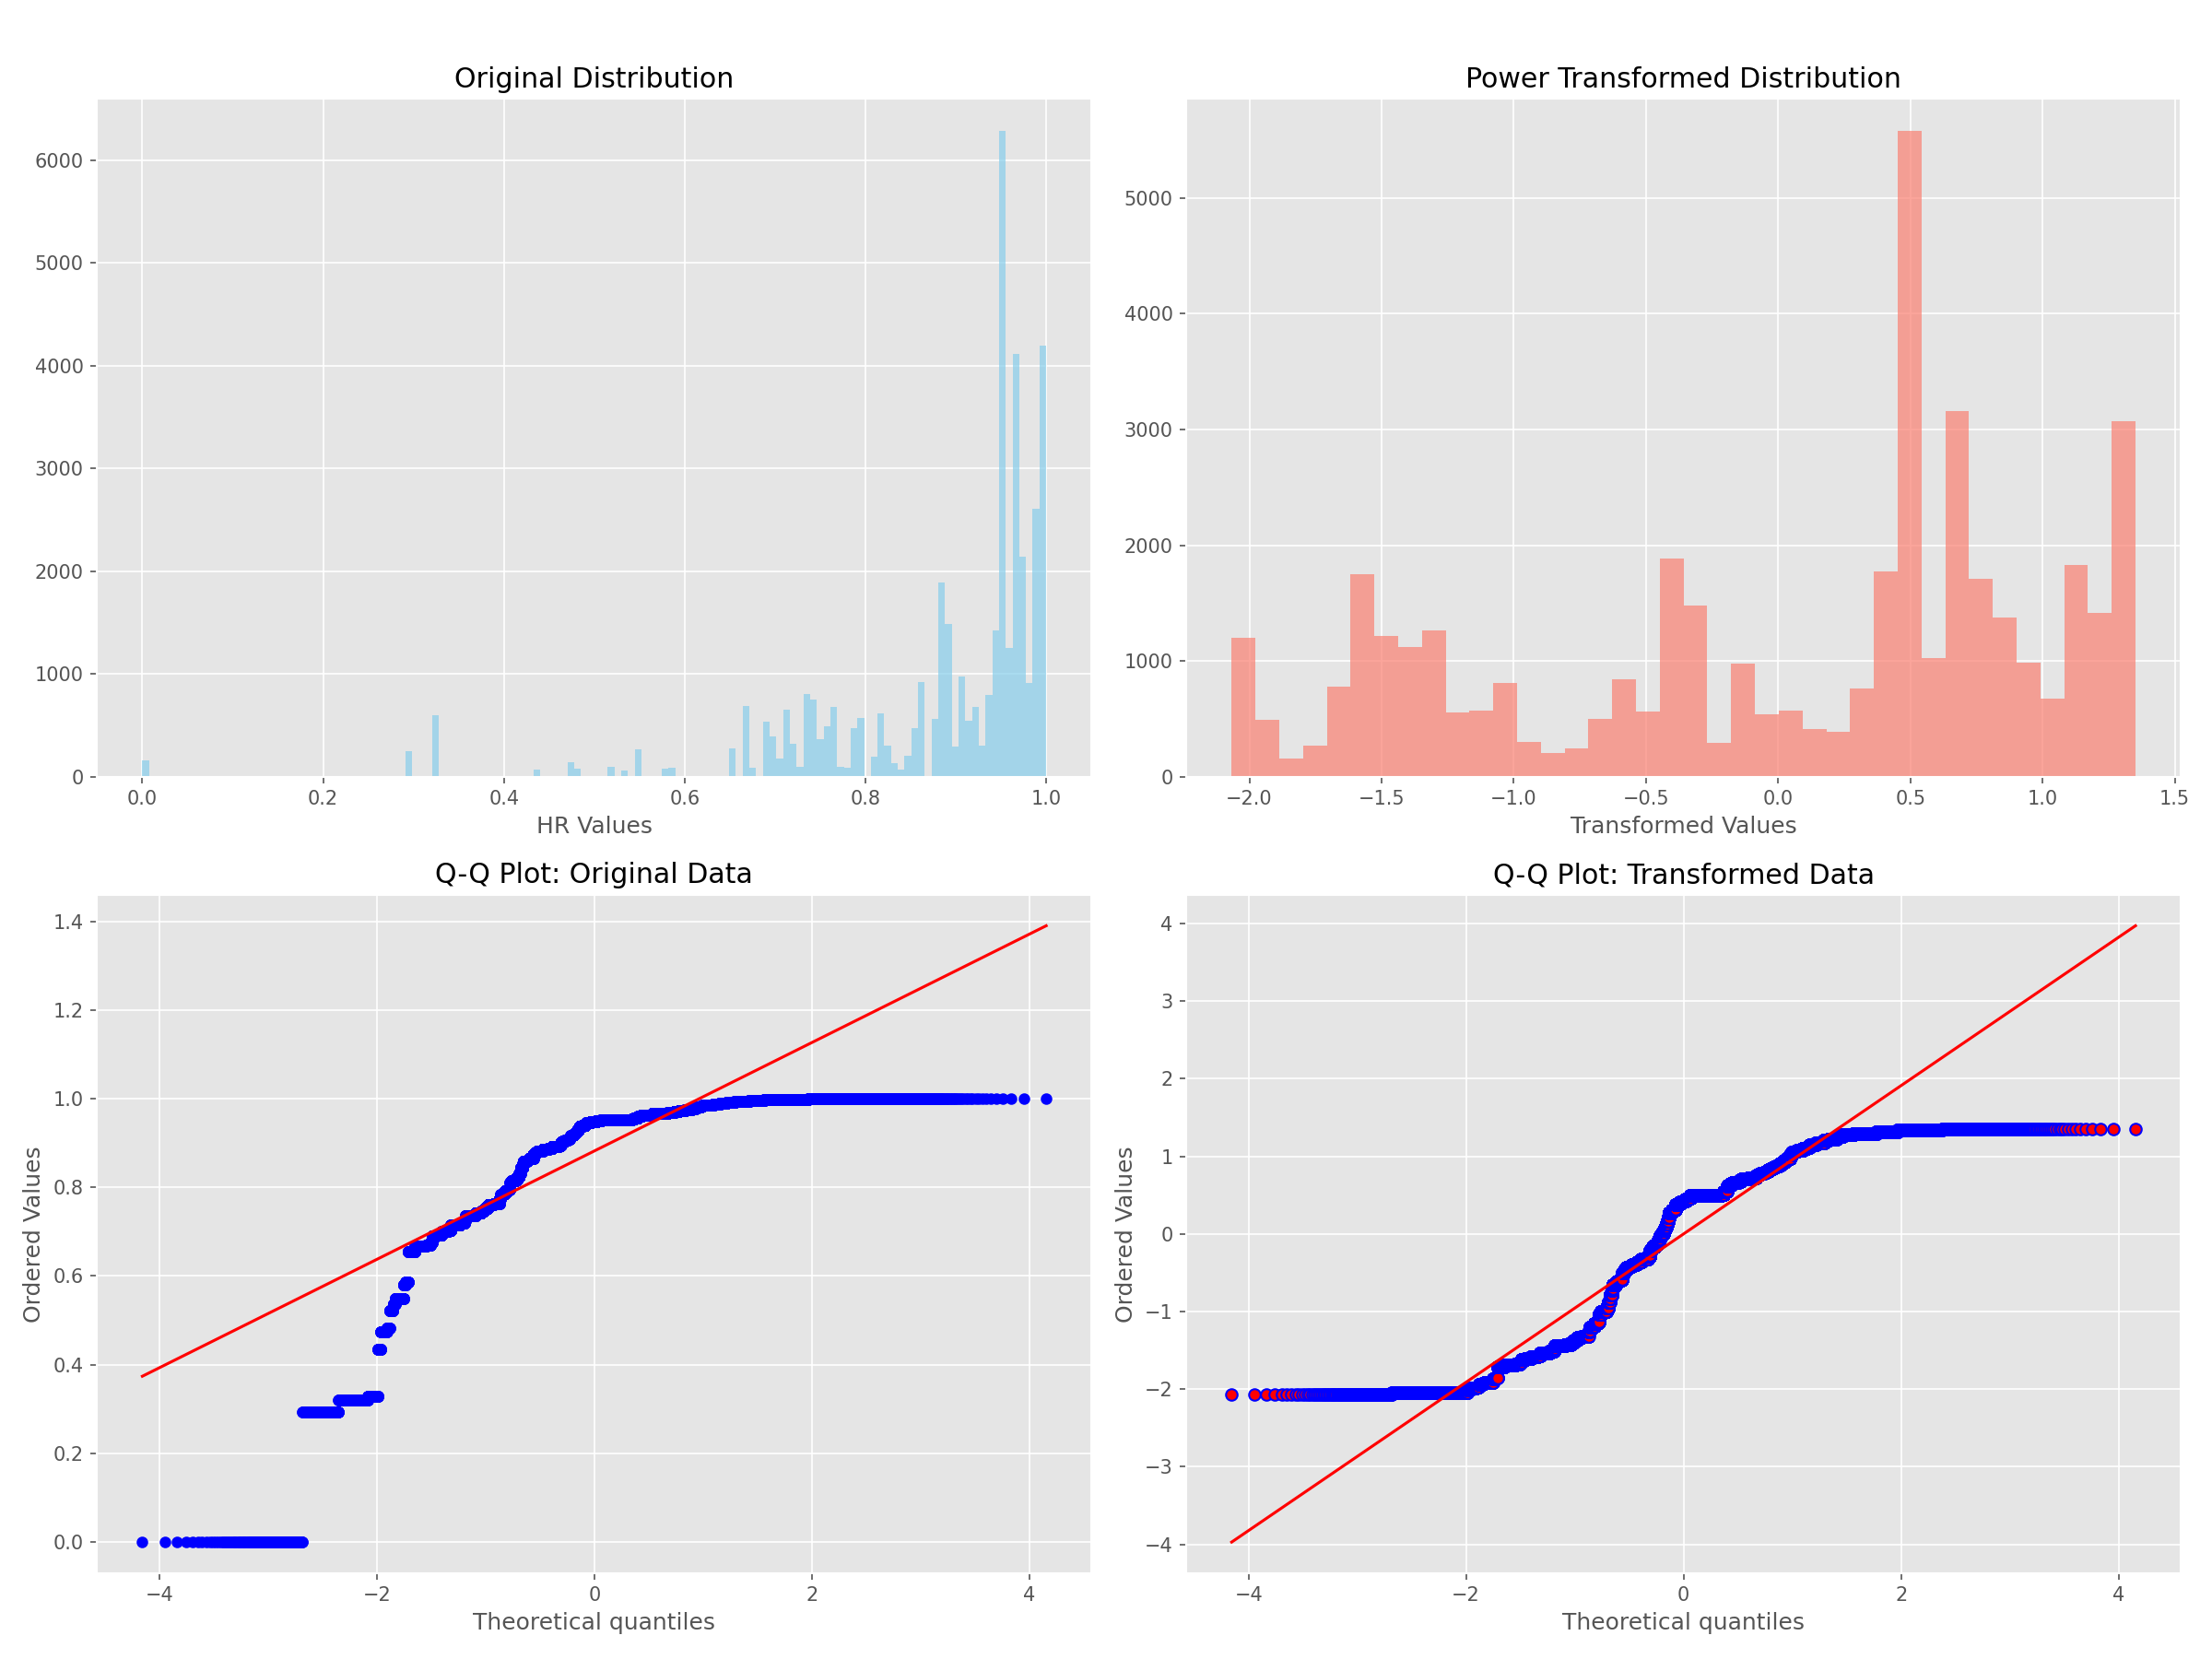 Original Distribution
6000
5000
4000
3000
2000
1000
0
0.0 0.2 0.4 0.6 0.8 1.0
HR Values
Power Transformed Distribution
5000
4000
3000
2000
1000
0
−2.0 −1.5 −1.0 −0.5 0.0 0.5 1.0 1.5
Transformed Values
Q-Q Plot: Original Data
Ordered Values
1.4
1.2
1.0
0.8
0.6
0.4
0.2
0.0
−4 −2 0 2 4
Theoretical quantiles
Q-Q Plot: Transformed Data
Ordered Values
4
3
2
1
0
−1
−2
−3
−4
−4 −2 0 2 4
Theoretical quantiles